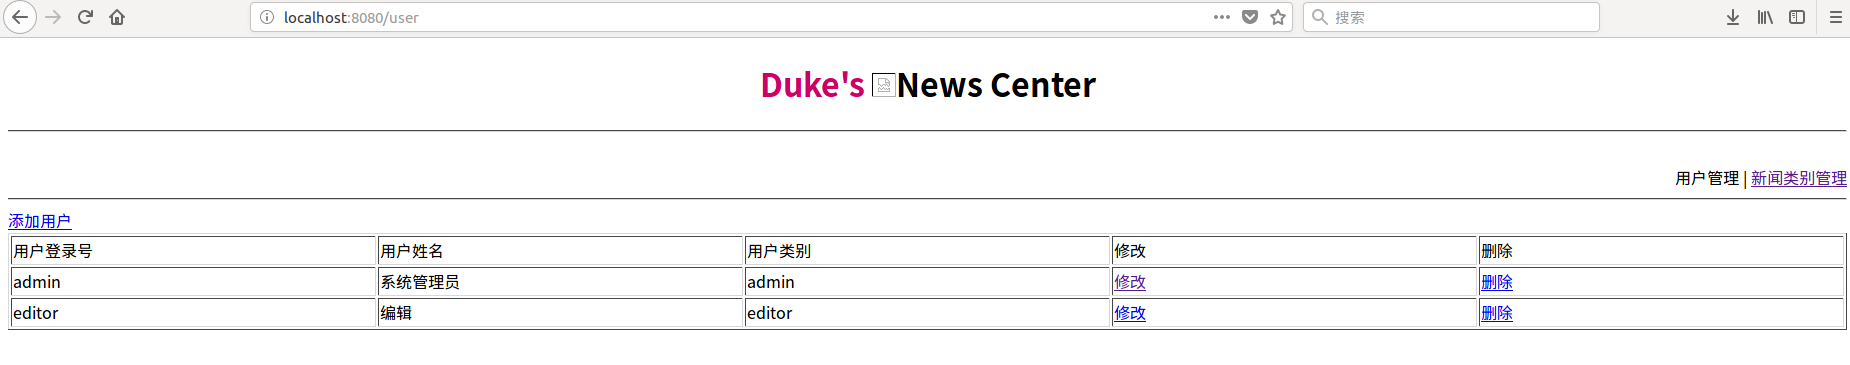 localhost:8080/user
搜索
Duke's News Center
用户管理 | 新闻类别管理
添加用户
用户登录号 用户姓名 用户类别 修改 删除
admin 系统管理员 admin 修改 删除
editor 编辑 editor 修改 删除